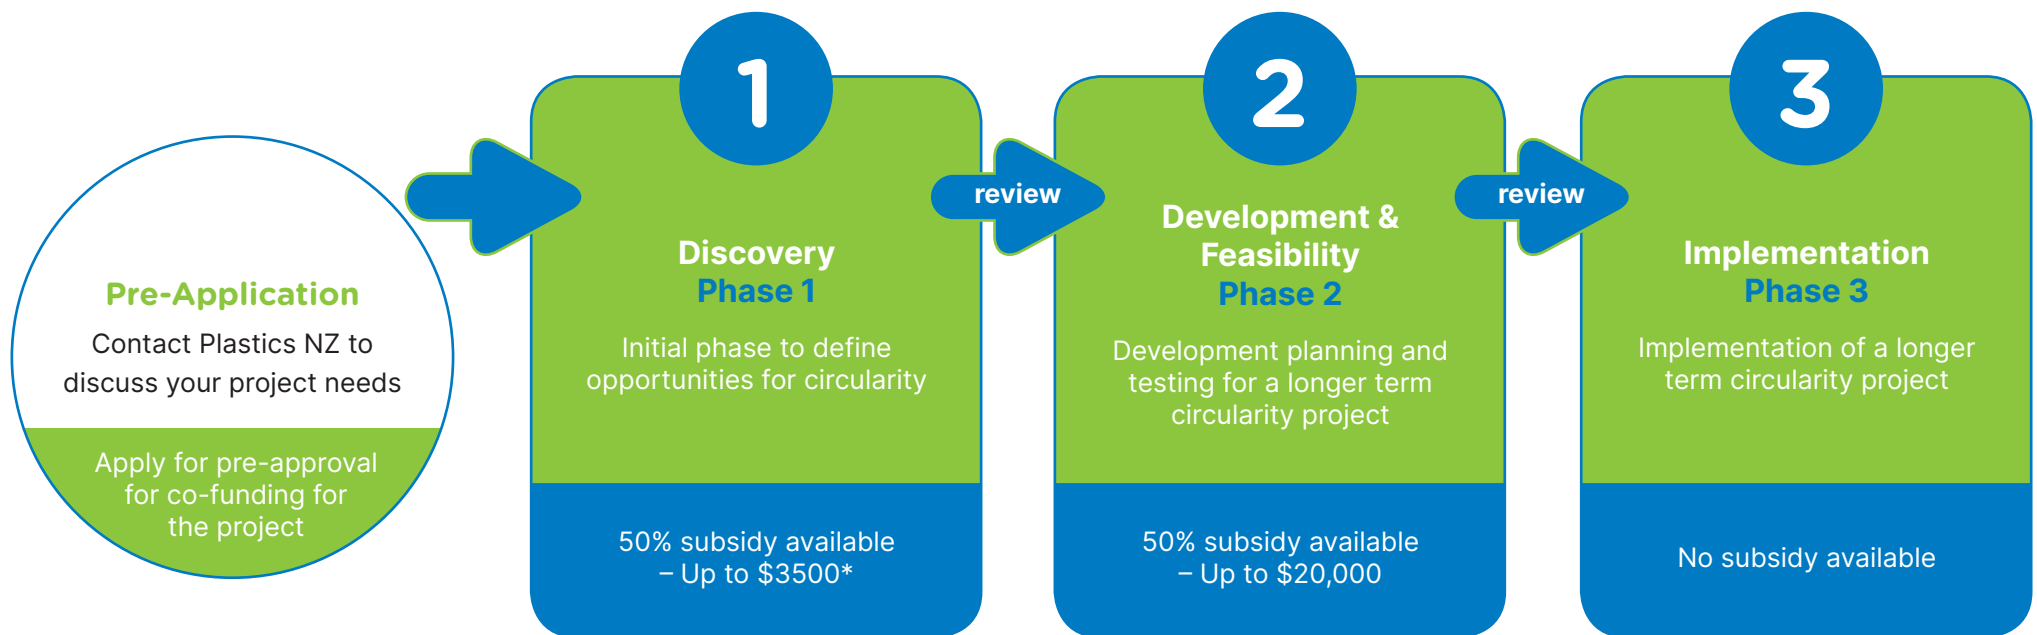 Pre-Application
Contact Plastics NZ to
discuss your project needs
Apply for pre-approval
for co-funding for
the project
1
Discovery
Phase 1
Initial phase to define
opportunities for circularity
50% subsidy available
– Up to $3500*
review
2
Development &
Feasibility
Phase 2
Development planning and
testing for a longer term
circularity project
50% subsidy available
– Up to $20,000
review
3
Implementation
Phase 3
Implementation of a longer
term circularity project
No subsidy available